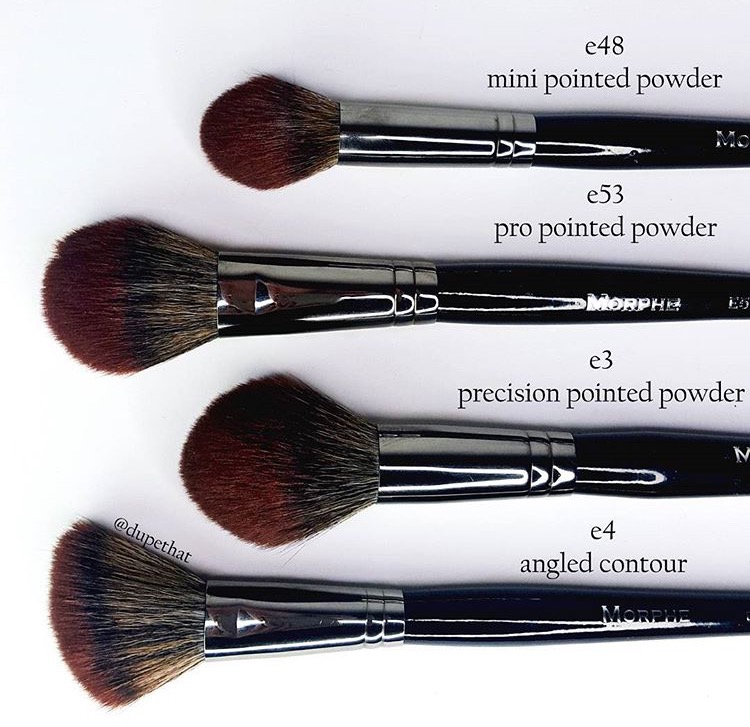 e48
mini pointed powder
e53
pro pointed powder
MORPHE
e3
precision pointed powder
@dupethat
e4
angled contour
MORPHE